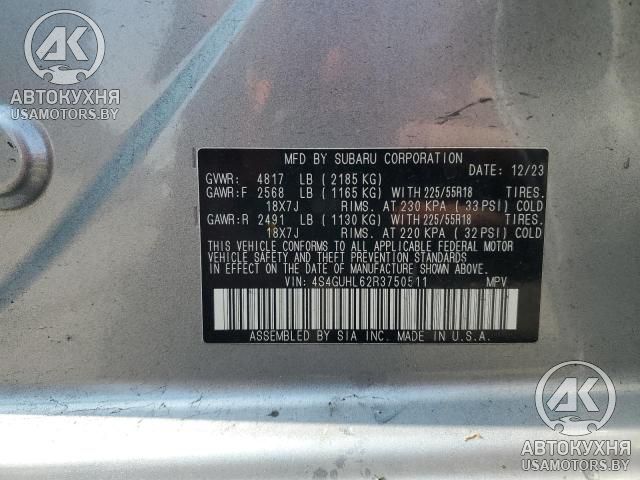 AK
АВТОКУХНЯ
USAMOTORS.BY
MFD BY SUBARU CORPORATION
GVWR: 4817 LB ( 2185 KG) DATE: 12/23
GAWR:F 2568 LB ( 1165 KG) WITH 225/55R18 TIRES.
18X7J RIMS. AT 230 KPA ( 33 PSI) COLD
GAWR:R 2491 LB ( 1130 KG) WITH 225/55R18 TIRES.
18X7J RIMS. AT 220 KPA ( 32 PSI) COLD
THIS VEHICLE CONFORMS TO ALL APPLICABLE FEDERAL MOTOR
VEHICLE SAFETY AND THEFT PREVENTION STANDARDS
IN EFFECT ON THE DATE OF MANUFACTURE SHOWN ABOVE.
VIN: 4S4GUHL62R3750511 MPV
ASSEMBLED BY SIA INC. MADE IN U.S.A.
AK
АВТОКУХНЯ
USAMOTORS.BY